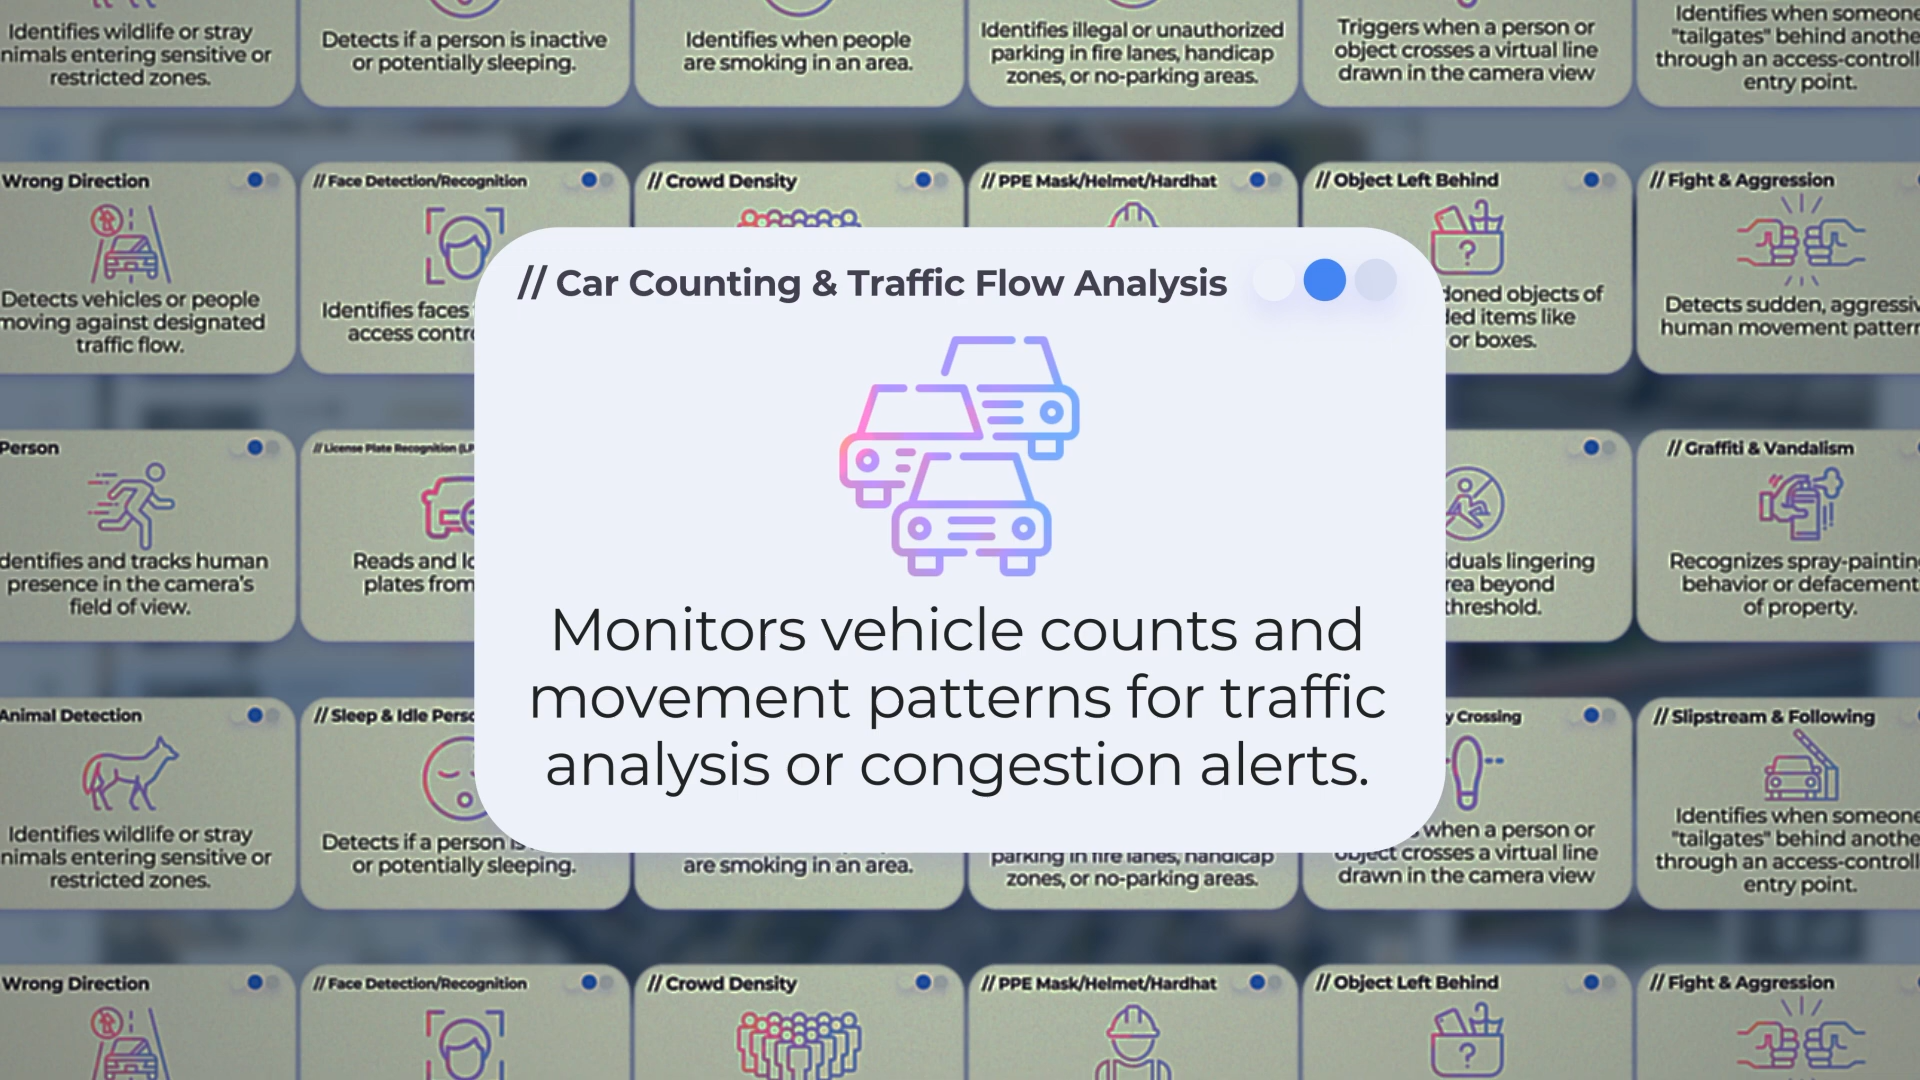 Identifies wildlife or stray
nimals entering sensitive or
restricted zones.
Detects if a person is inactive
or potentially sleeping.
Identifies when people
are smoking in an area.
Identifies illegal or unauthorized
parking in fire lanes, handicap
zones, or no-parking areas.
Triggers when a person or
object crosses a virtual line
drawn in the camera view
Identifies when someone
"tailgates" behind anothe
through an access-controll
entry point.
Wrong Direction
Detects vehicles or people
moving against designated
traffic flow.
// Face Detection/Recognition
Identifies faces
access contr
// Crowd Density
// PPE Mask/Helmet/Hardhat
// Object Left Behind
doned objects of
ded items like
or boxes.
// Fight & Aggression
Detects sudden, aggressiv
human movement pattern
// Car Counting & Traffic Flow Analysis
Monitors vehicle counts and
movement patterns for traffic
analysis or congestion alerts.
Person
dentifies and tracks human
presence in the camera's
field of view.
// License Plate Recognition (LP
Reads and lo
plates from
iduals lingering
rea beyond
threshold.
// Graffiti & Vandalism
Recognizes spray-painting
behavior or defacement
of property.
Animal Detection
Identifies wildlife or stray
nimals entering sensitive or
restricted zones.
// Sleep & Idle Perso
Detects if a person is
or potentially sleeping.
are smoking in an area.
parking in fire lanes, handicap
zones, or no-parking areas.
y Crossing
when a person or
object crosses a virtual line
drawn in the camera view
// Slipstream & Following
Identifies when someone
"tailgates" behind anothe
through an access-controll
entry point.
Wrong Direction
// Face Detection/Recognition
// Crowd Density
// PPE Mask/Helmet/Hardhat
// Object Left Behind
// Fight & Aggression